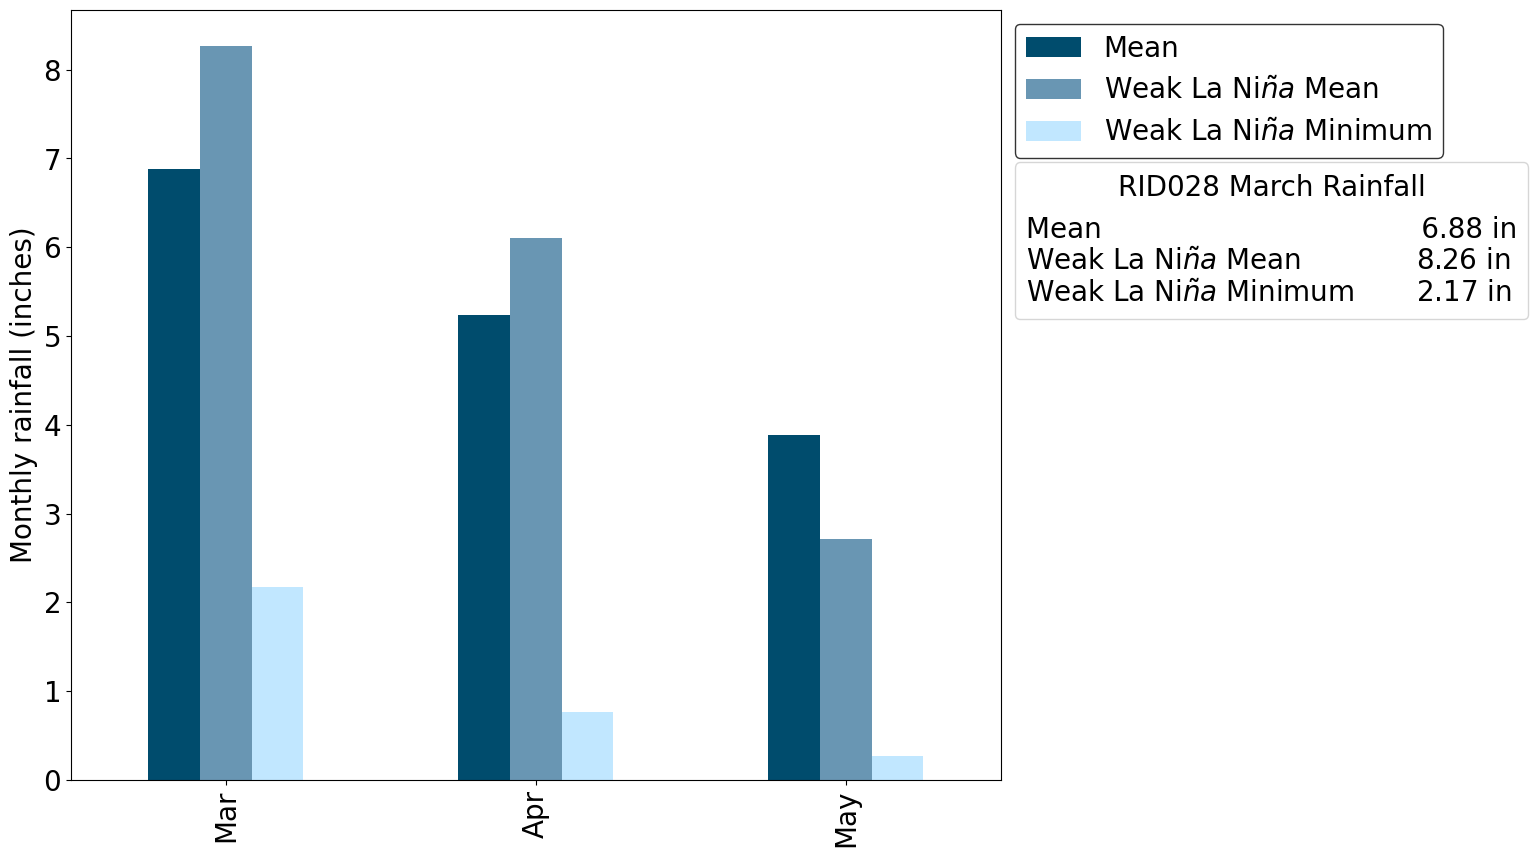 Monthly rainfall (inches)
8
7
6
5
4
3
2
1
0
Mar
Apr
May
Mean
Weak La Niña Mean
Weak La Niña Minimum
RID028 March Rainfall
Mean 6.88 in
Weak La Niña Mean 8.26 in
Weak La Niña Minimum 2.17 in